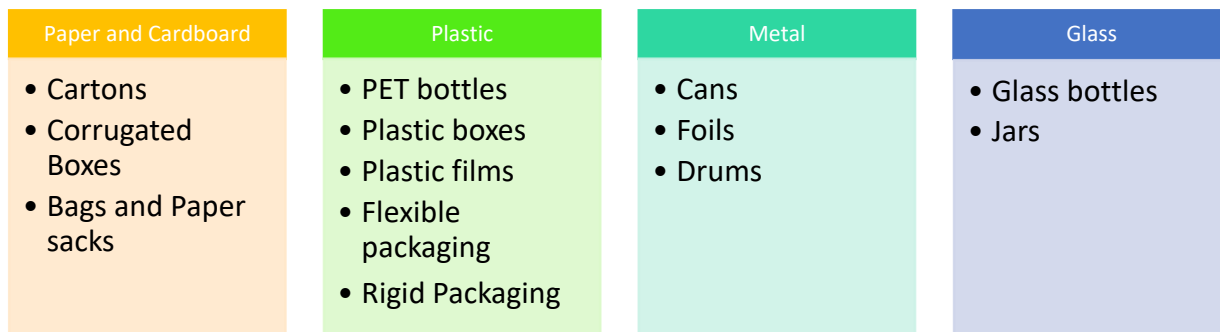 Paper and Cardboard
• Cartons
• Corrugated
Boxes
• Bags and Paper
sacks
Plastic
• PET bottles
• Plastic boxes
• Plastic films
• Flexible
packaging
• Rigid Packaging
Metal
• Cans
• Foils
• Drums
Glass
• Glass bottles
• Jars